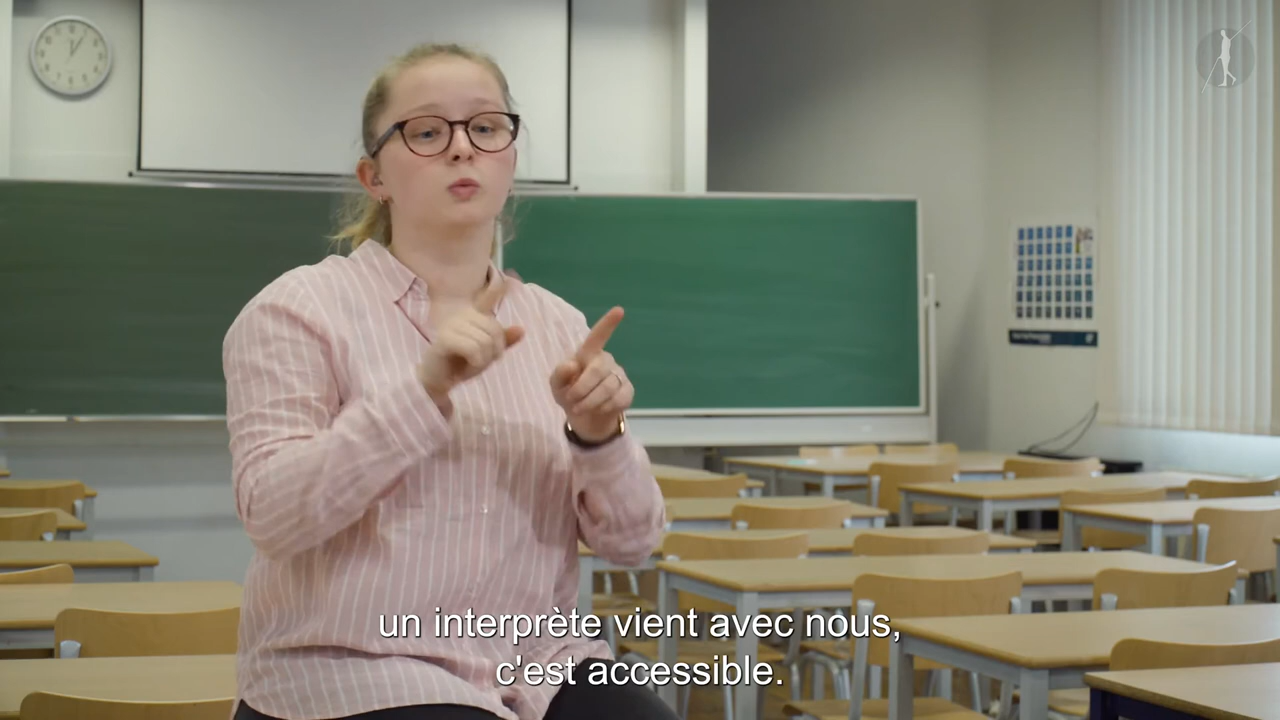 un interprète vient avec nous,
c'est accessible.